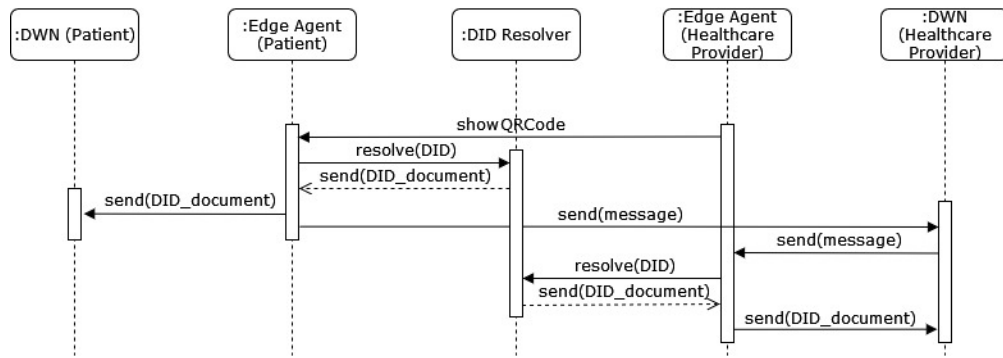 :DWN (Patient)
:Edge Agent
(Patient)
:DID Resolver
:Edge Agent
(Healthcare
Provider)
:DWN
(Healthcare
Provider)
showQRCode
resolve(DID)
send(DID_document)
send(DID_document)
send(message)
send(message)
resolve(DID)
send(DID_document)
send(DID_document)